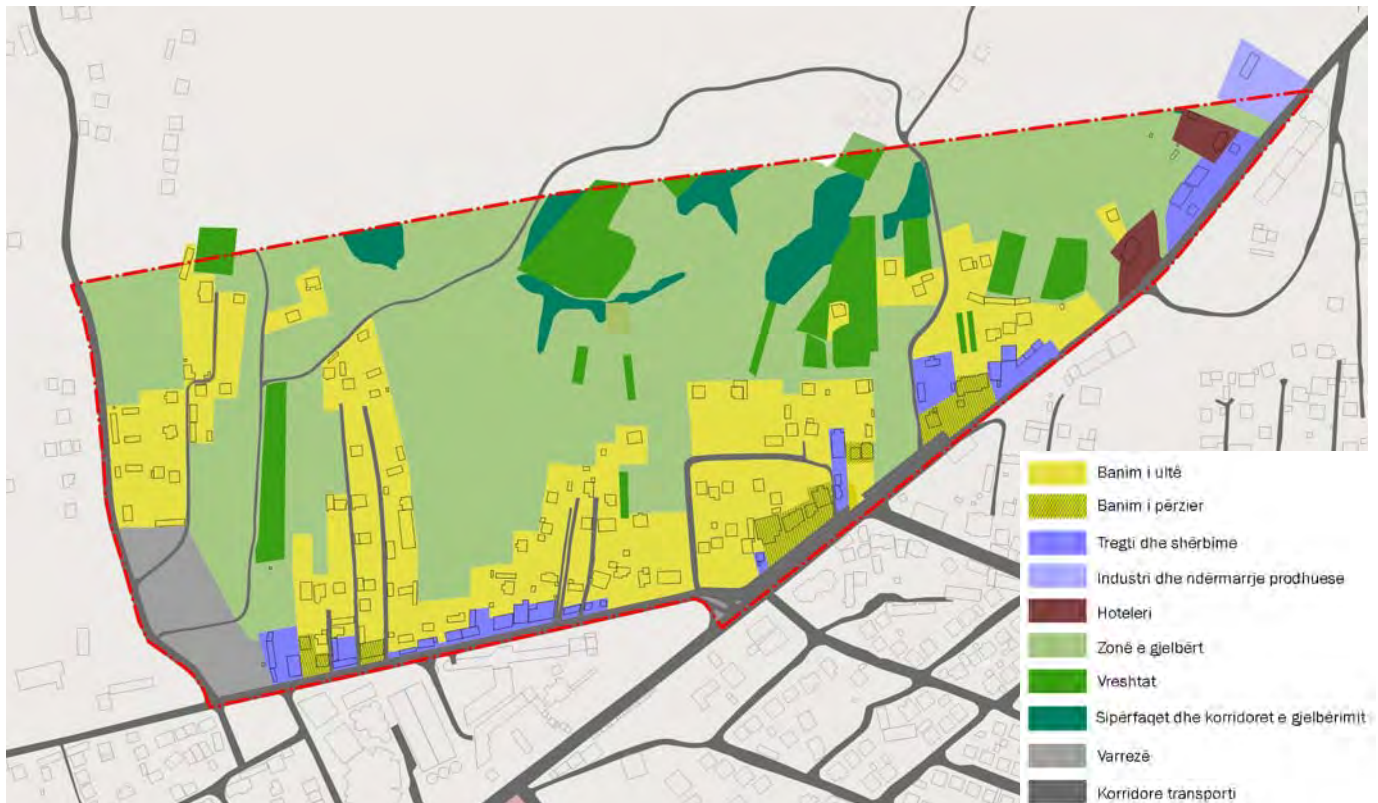 Banim i ultë
Banim i përzier
Tregti dhe shërbime
Industri dhe ndërmarrje prodhuese
Hoteleri
Zonë e gjelbërt
Vreshtat
Sipërfaqet dhe korridoret e gjelbërimit
Varrezë
Korridore transporti